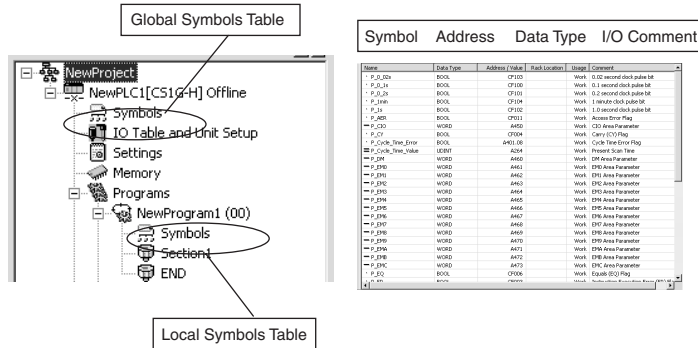 Global Symbols Table
NewProject
NewPLC1[CS1G-H] Offline
Symbols
IO Table and Unit Setup
Settings
Memory
Programs
NewProgram1 (00)
Symbols
Section1
END
Local Symbols Table
Symbol Address Data Type I/O Comment
Name Data Type Address / Value Rack Location Usage Comment
P_0_02s BOOL CF103 Work 0.02 second clock pulse bit
P_0_1s BOOL CF100 Work 0.1 second clock pulse bit
P_0_2s BOOL CF101 Work 0.2 second clock pulse bit
P_1min BOOL CF104 Work 1 minute clock pulse bit
P_1s BOOL CF102 Work 1.0 second clock pulse bit
P_AER BOOL CF011 Work Access Error Flag
P_CIO WORD A450 Work CIO Area Parameter
P_CY BOOL CF004 Work Carry (CY) Flag
P_Cycle_Time_Error BOOL A401.08 Work Cycle Time Error Flag
P_Cycle_Time_Value UDINT A264 Work Present Scan Time
P_DM WORD A460 Work DM Area Parameter
P_EM0 WORD A461 Work EM0 Area Parameter
P_EM1 WORD A462 Work EM1 Area Parameter
P_EM2 WORD A463 Work EM2 Area Parameter
P_EM3 WORD A464 Work EM3 Area Parameter
P_EM4 WORD A465 Work EM4 Area Parameter
P_EM5 WORD A466 Work EM5 Area Parameter
P_EM6 WORD A467 Work EM6 Area Parameter
P_EM7 WORD A468 Work EM7 Area Parameter
P_EM8 WORD A469 Work EM8 Area Parameter
P_EM9 WORD A470 Work EM9 Area Parameter
P_EMA WORD A471 Work EMA Area Parameter
P_EMB WORD A472 Work EMB Area Parameter
P_EMC WORD A473 Work EMC Area Parameter
P_EQ BOOL CF006 Work Equals (EQ) Flag